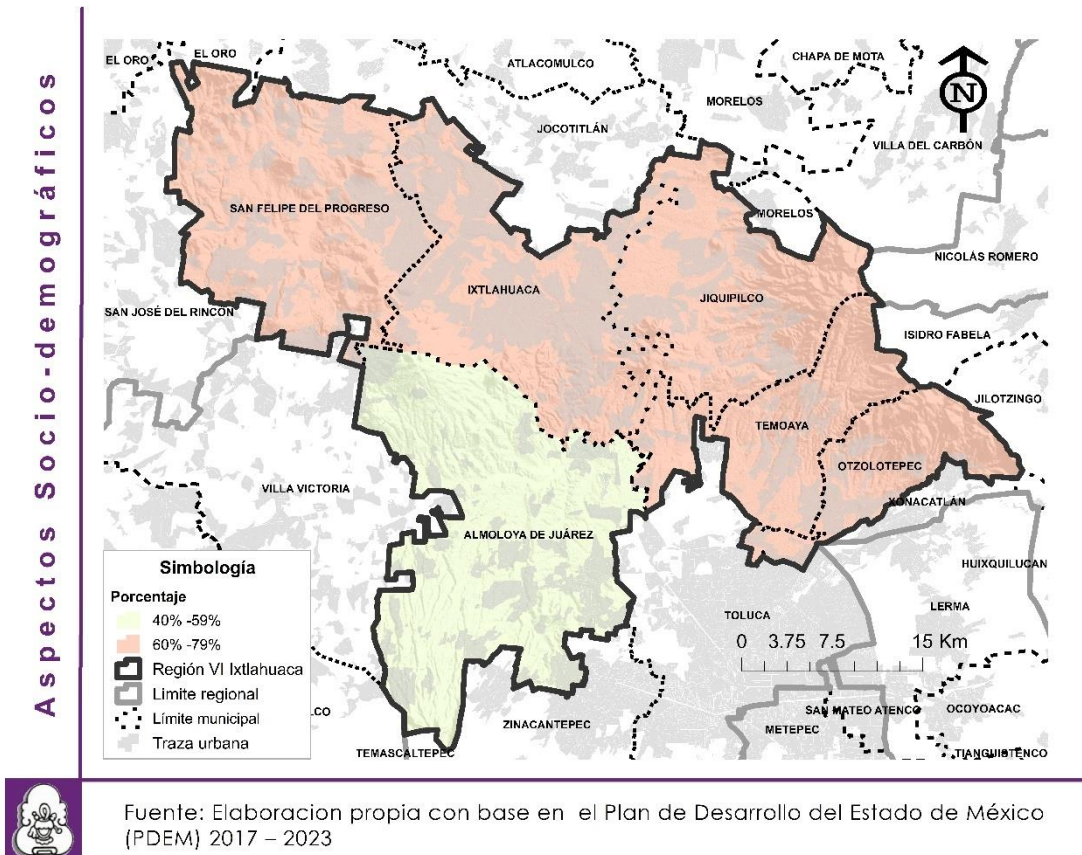 Aspectos Socio-demográficos
EL ORO
EL ORO
ATLACOMULCO
CHAPA DE MOTA
N
MORELOS
JOCOTITLÁN
VILLA DEL CARBÓN
SAN FELIPE DEL PROGRESO
MORELOS
NICOLÁS ROMERO
IXTLAHUACA
JIQUIPILCO
SAN JOSÉ DEL RINCÓN
ISIDRO FABELA
JILOTZINGO
TEMOAYA
OTZOLOTEPEC
VILLA VICTORIA
XONACATLÁN
ALMOLOYA DE JUÁREZ
HUIXQUILUCAN
TOLUCA
LERMA
0 3.75 7.5 15 Km
Simbología
Porcentaje
40% -59%
60% -79%
Región VI Ixtlahuaca
Limite regional
Límite municipal
Traza urbana
LCO
ZINACANTEPEC
SAN MATEO ATENCO
OCOYOACAC
METEPEC
TEMASCALTEPEC
TIANGUISTENCO
Fuente: Elaboracion propia con base en el Plan de Desarrollo del Estado de México
(PDEM) 2017 – 2023